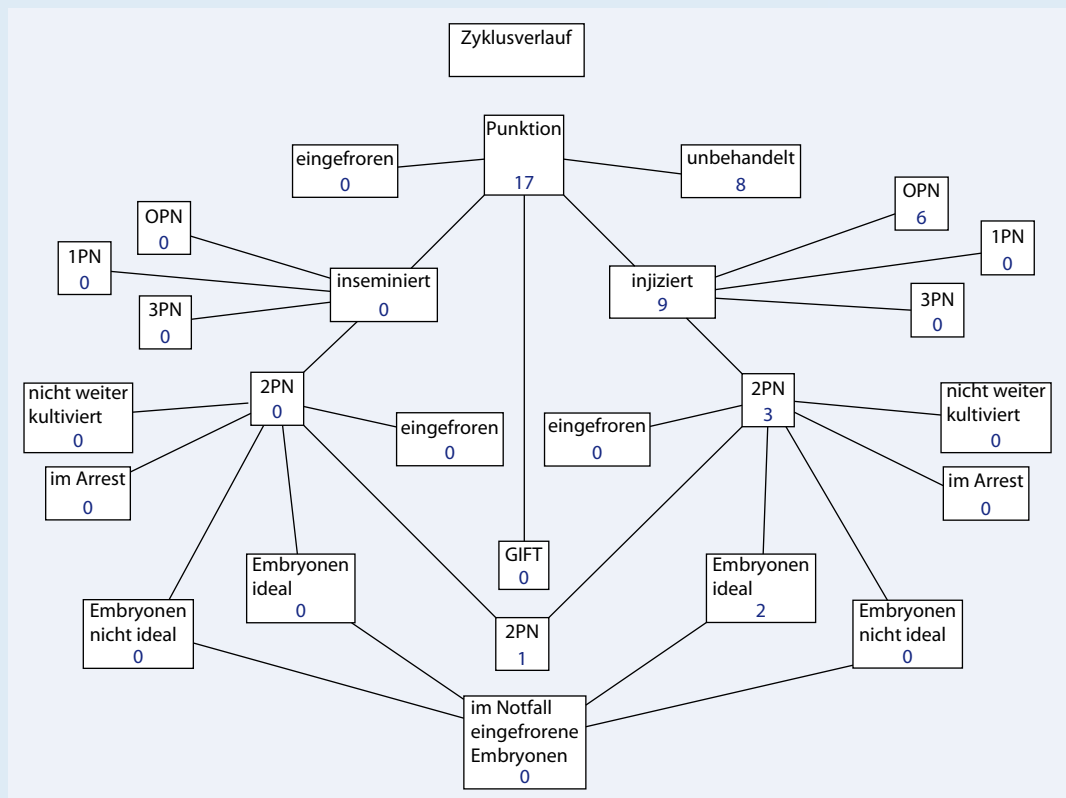 Zyklusverlauf
Punktion
17
eingefroren
0
unbehandelt
8
OPN
0
1PN
0
3PN
0
inseminiert
0
injiziert
9
OPN
6
1PN
0
3PN
0
nicht weiter
kultiviert
0
im Arrest
0
2PN
0
eingefroren
0
eingefroren
0
2PN
3
nicht weiter
kultiviert
0
im Arrest
0
Embryonen
nicht ideal
0
Embryonen
ideal
0
GIFT
0
2PN
1
Embryonen
ideal
2
Embryonen
nicht ideal
0
im Notfall
eingefrorene
Embryonen
0